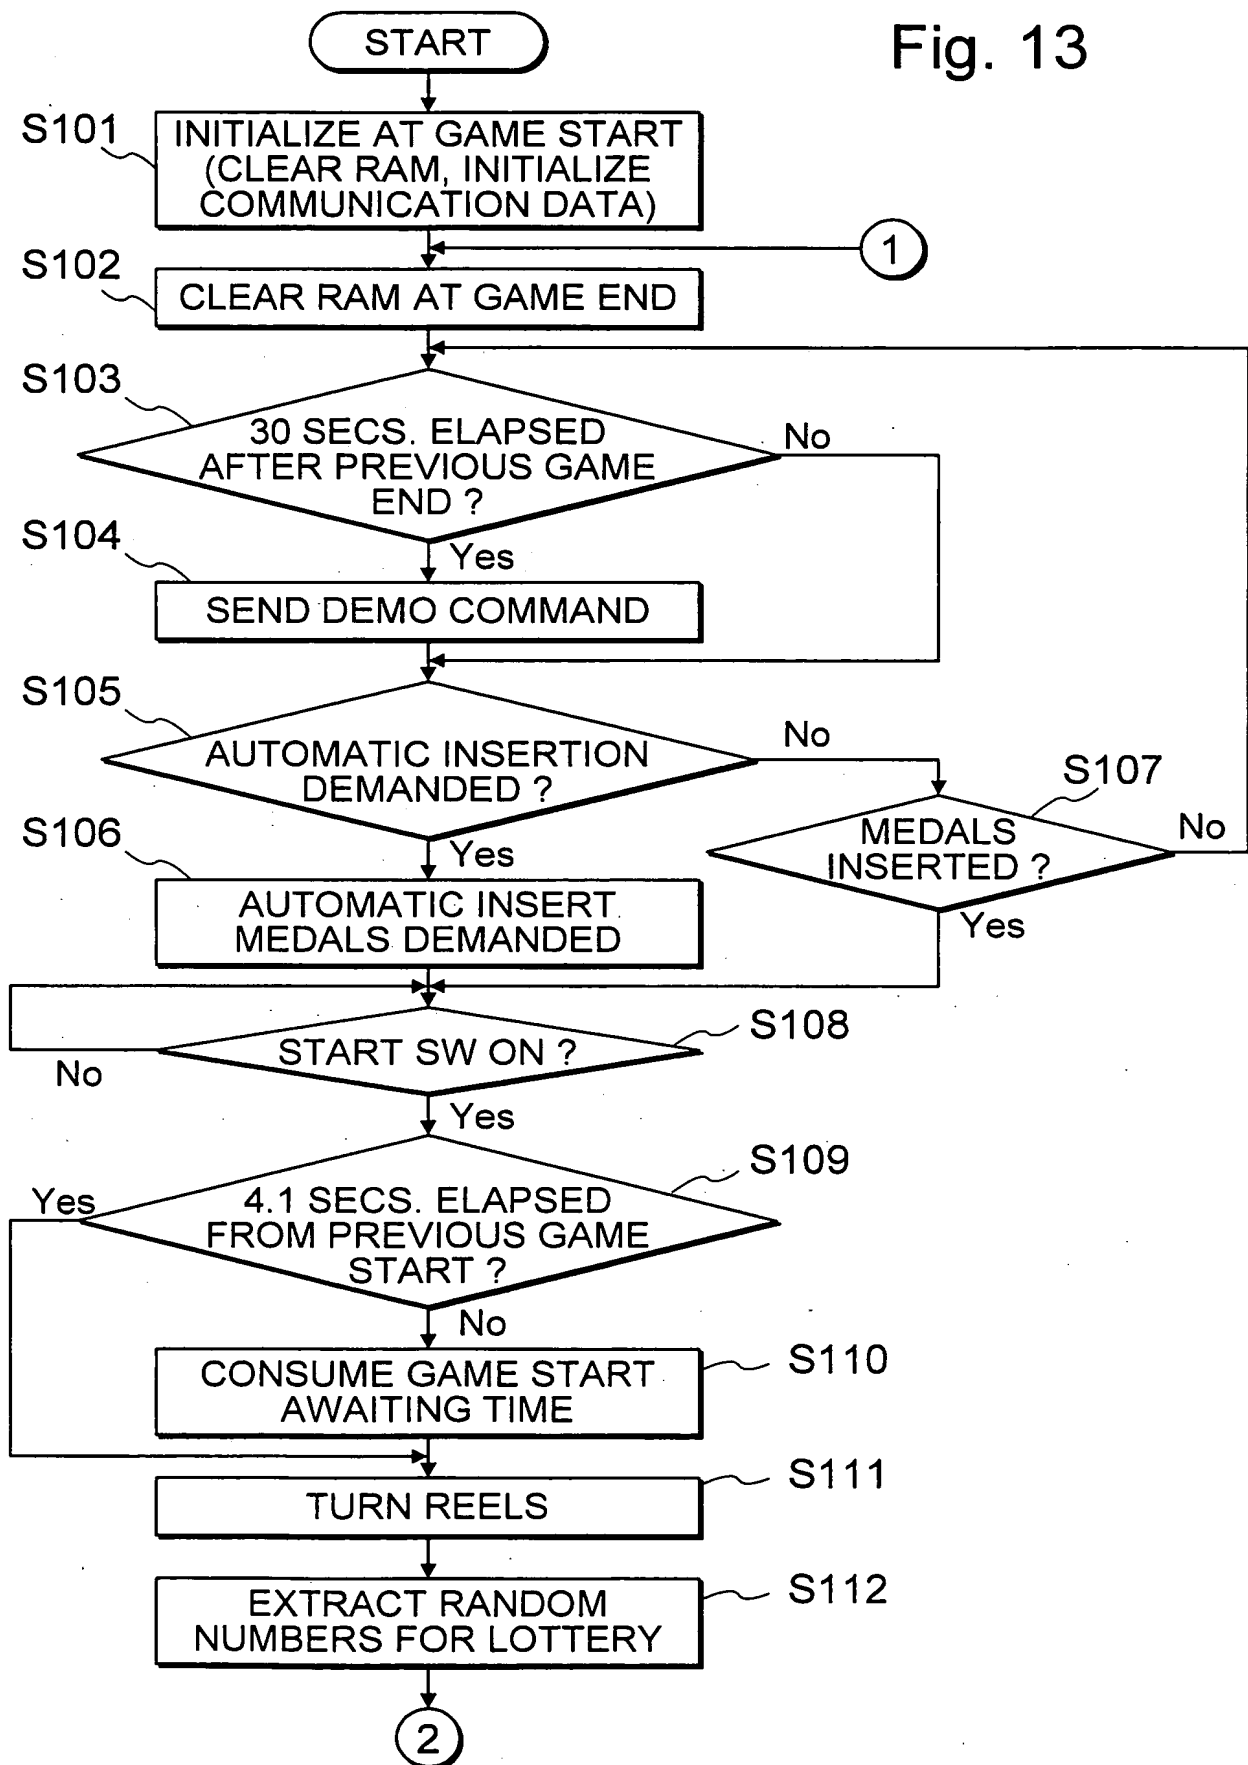 Fig. 13
START
S101
INITIALIZE AT GAME START
(CLEAR RAM, INITIALIZE
COMMUNICATION DATA)
1
S102
CLEAR RAM AT GAME END
S103
30 SECS. ELAPSED
AFTER PREVIOUS GAME
END ?
No
Yes
S104
SEND DEMO COMMAND
S105
AUTOMATIC INSERTION
DEMANDED ?
No
Yes
S107
MEDALS
INSERTED ?
No
Yes
S106
AUTOMATIC INSERT
MEDALS DEMANDED
S108
START SW ON ?
No
Yes
S109
4.1 SECS. ELAPSED
FROM PREVIOUS GAME
START ?
Yes
No
S110
CONSUME GAME START
AWAITING TIME
S111
TURN REELS
S112
EXTRACT RANDOM
NUMBERS FOR LOTTERY
2